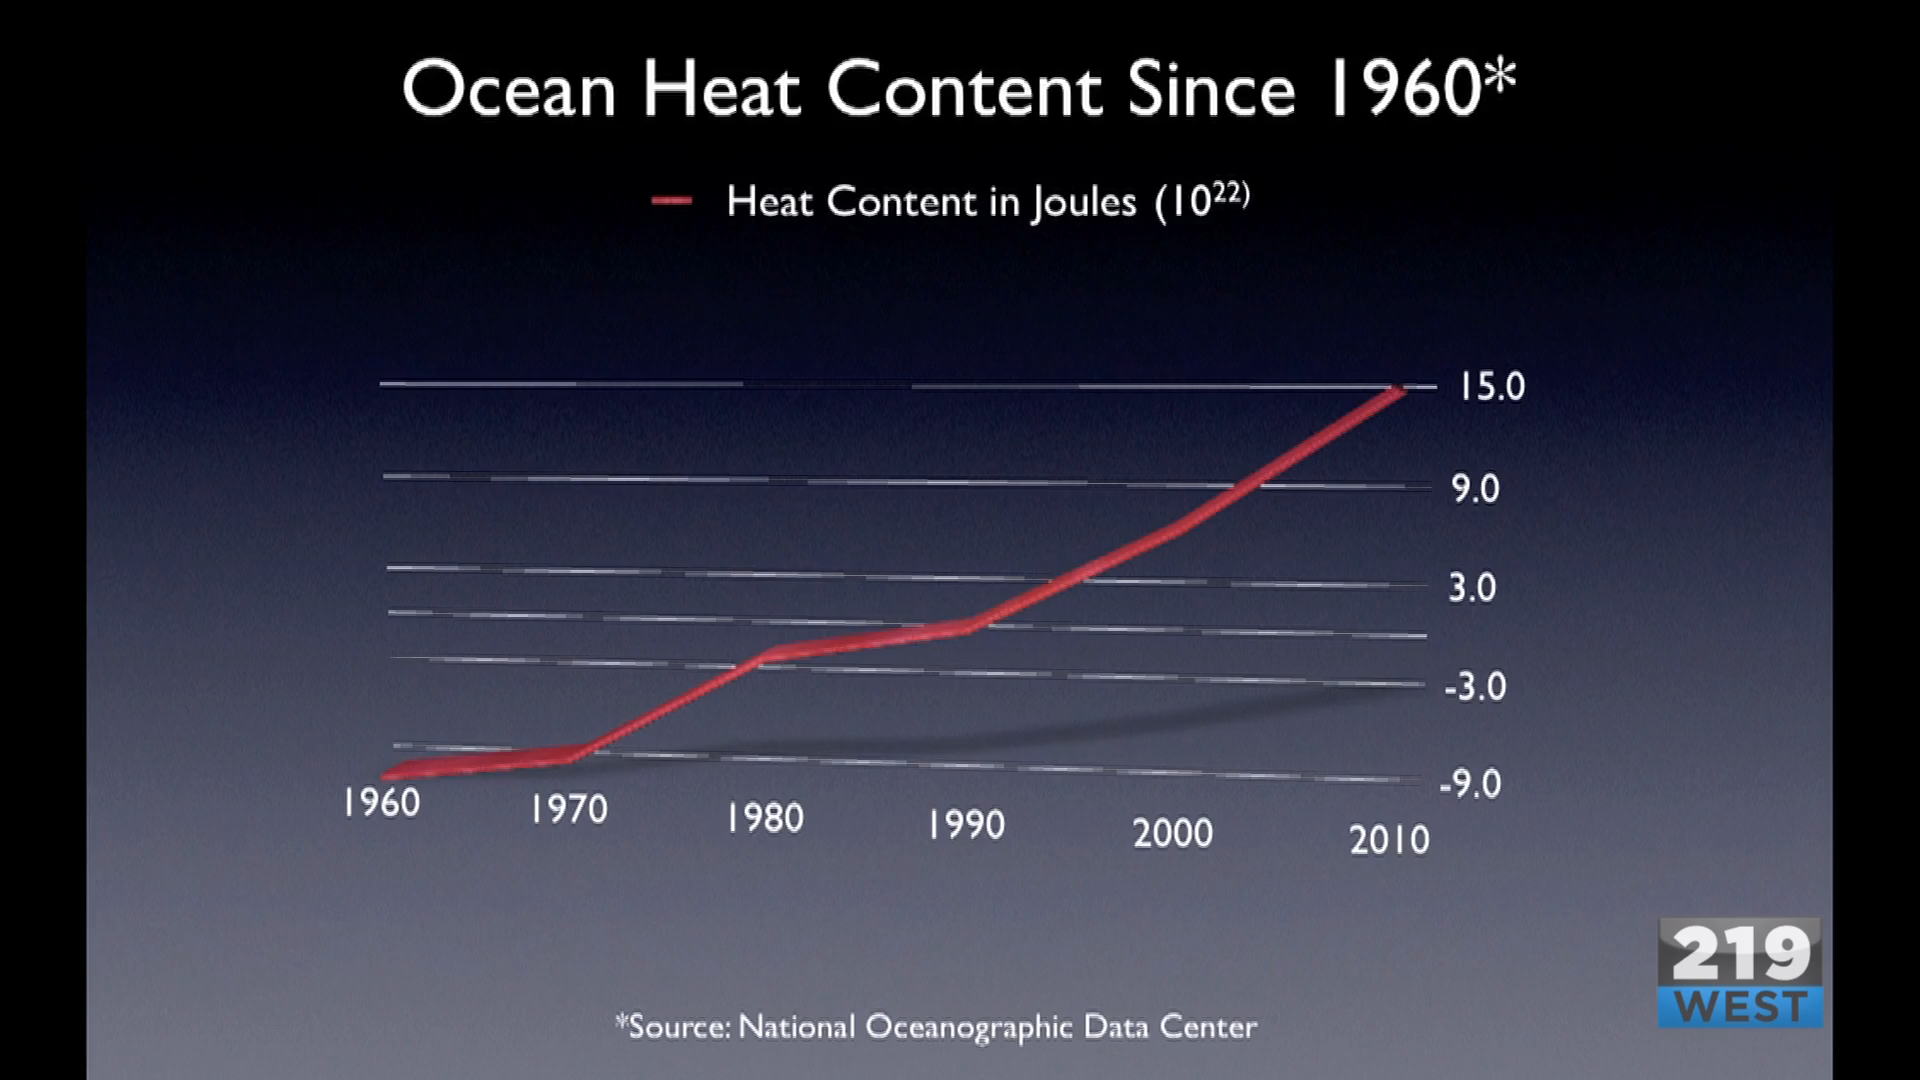 Ocean Heat Content Since 1960*
Heat Content in Joules (10²²)
15.0
9.0
3.0
-3.0
-9.0
1960 1970 1980 1990 2000 2010
219
WEST
*Source: National Oceanographic Data Center